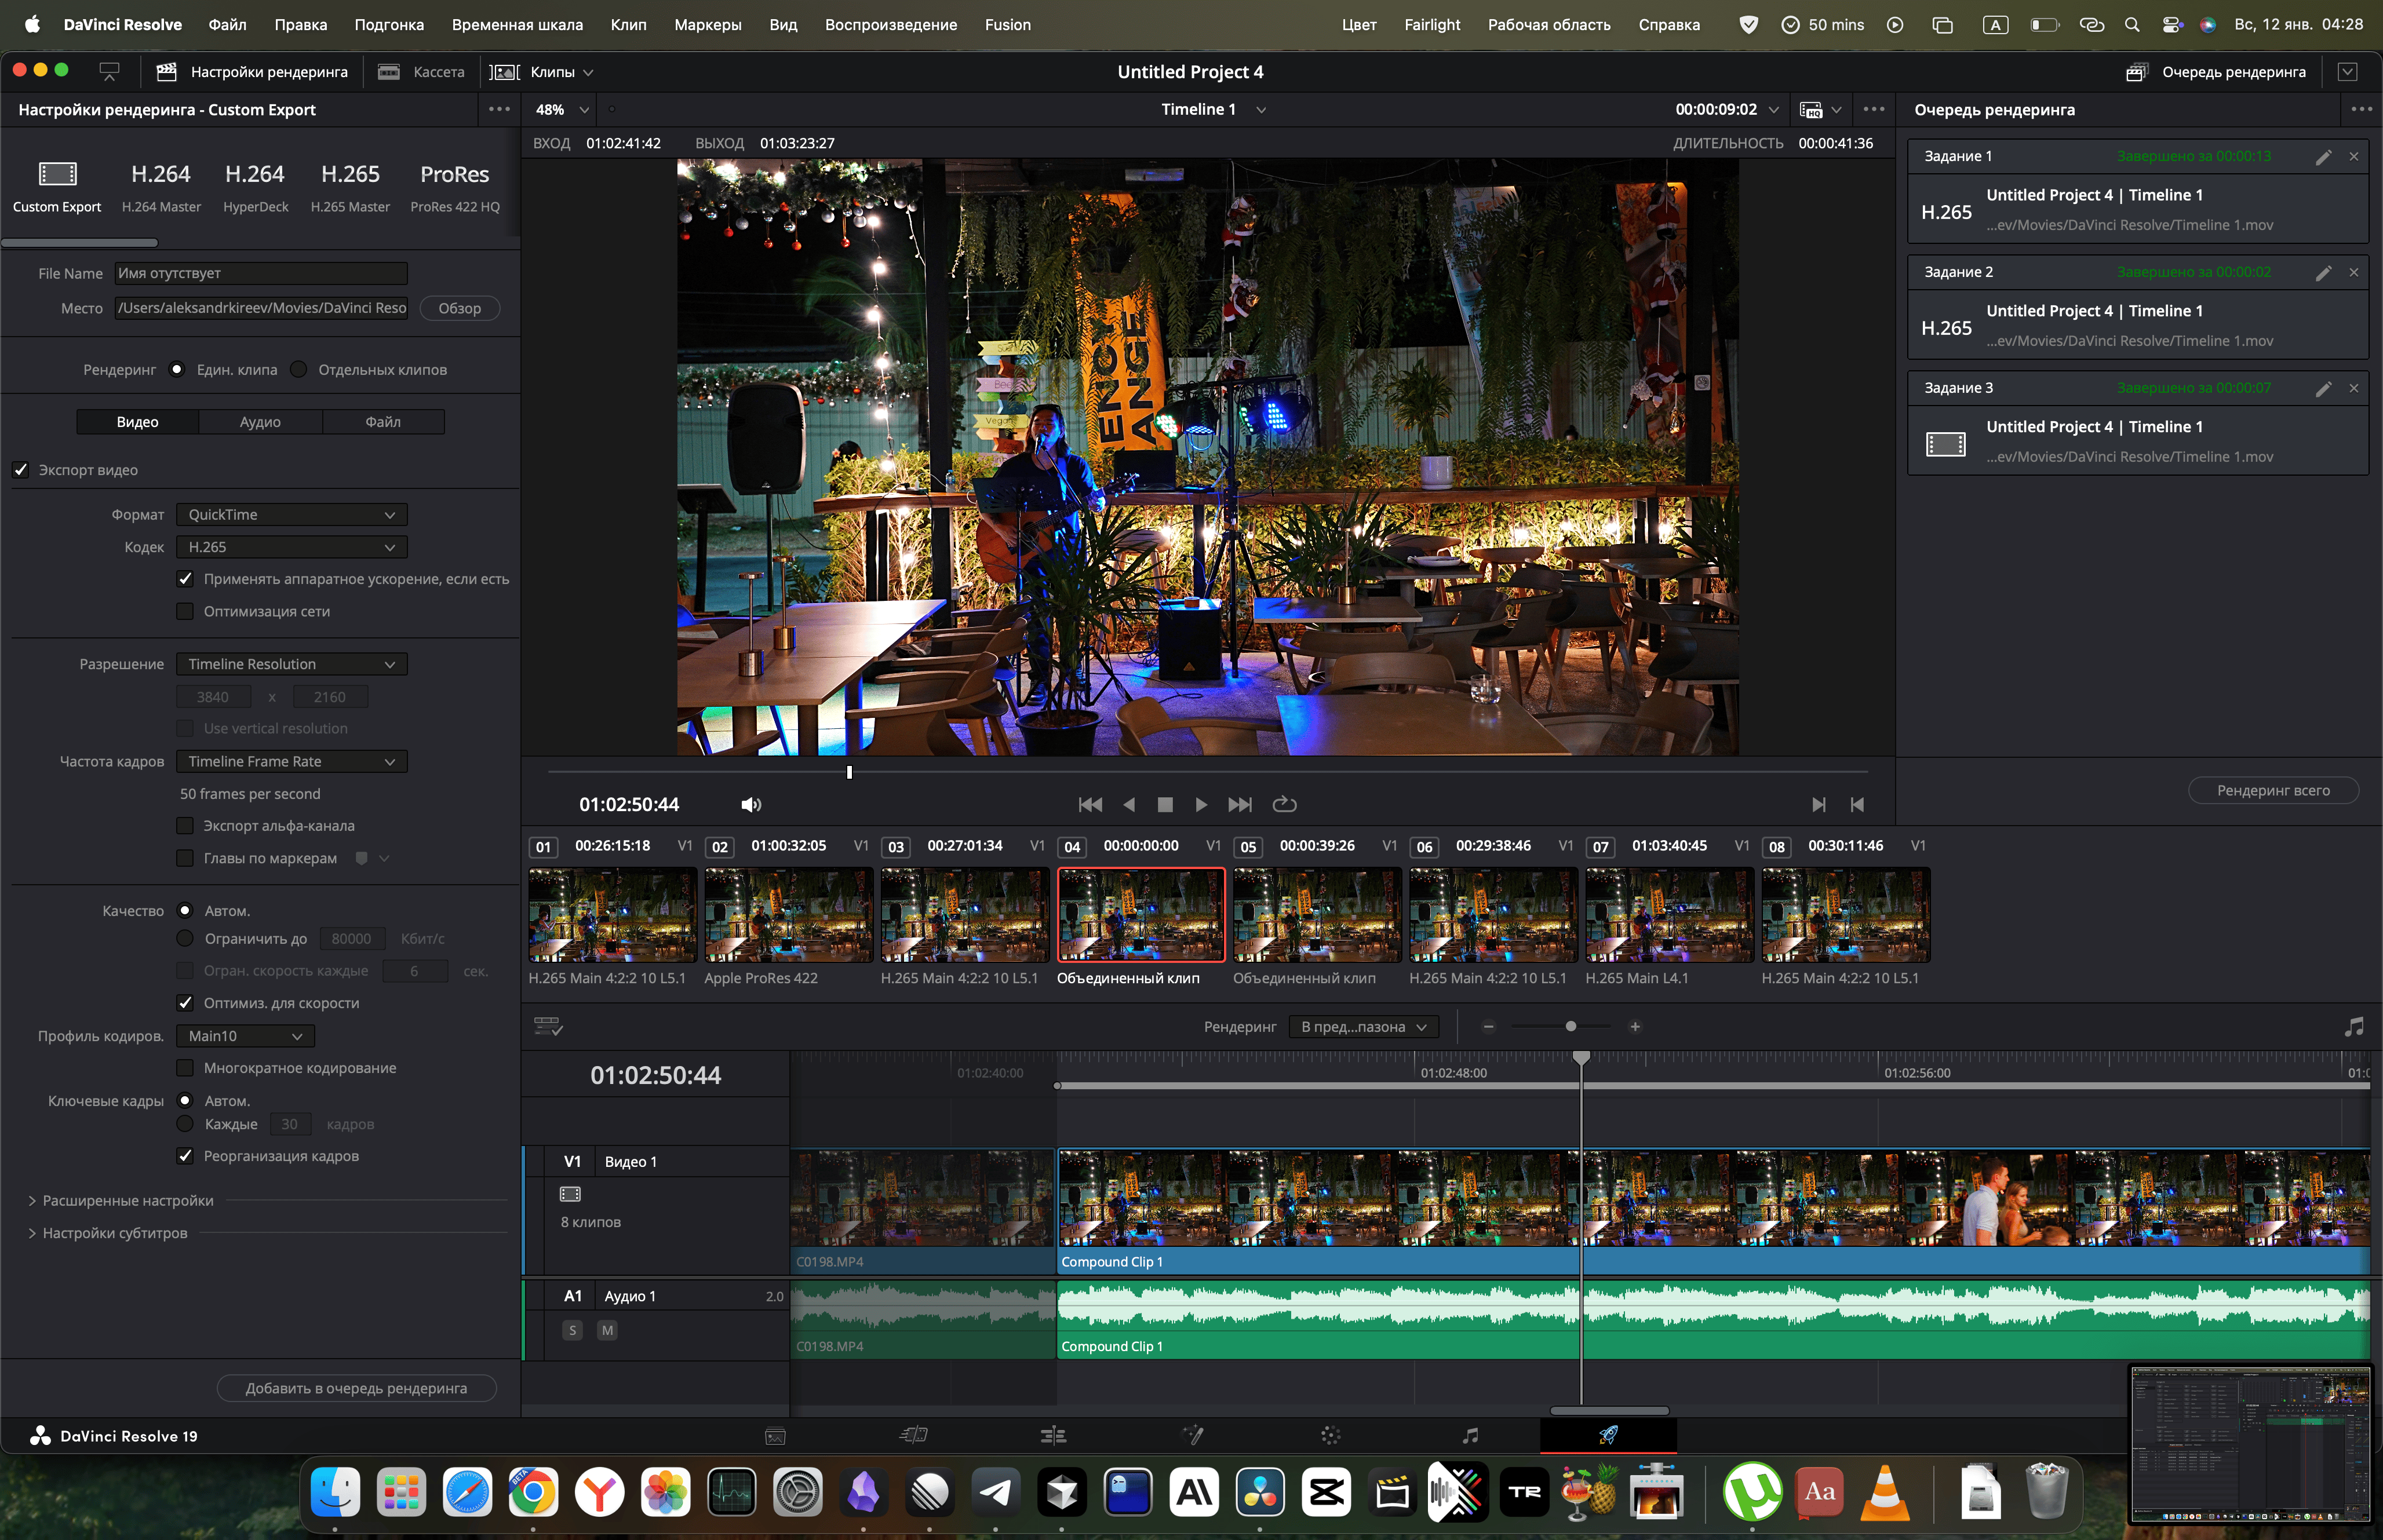 DaVinci Resolve Файл Правка Подгонка Временная шкала Клип Маркеры Вид Воспроизведение Fusion Цвет Fairlight Рабочая область Справка 50 mins A Вс, 12 янв. 04:28
Настройки рендеринга Кассета Клипы Untitled Project 4 Очередь рендеринга
Настройки рендеринга - Custom Export 48% Timeline 1 00:00:09:02 HQ Очередь рендеринга
ВХОД 01:02:41:42 ВЫХОД 01:03:23:27 ДЛИТЕЛЬНОСТЬ 00:00:41:36
H.264 H.264 H.265 ProRes
Custom Export H.264 Master HyperDeck H.265 Master ProRes 422 HQ
File Name Имя отутствует
Место /Users/aleksandrkireev/Movies/DaVinci Reso Обзор
Рендеринг Един. клипа Отдельных клипов
Видео Аудио Файл
Экспорт видео
Формат QuickTime
Кодек H.265
Применять аппаратное ускорение, если есть
Оптимизация сети
Разрешение Timeline Resolution
3840 x 2160
Use vertical resolution
Частота кадров Timeline Frame Rate
50 frames per second
Экспорт альфа-канала
Главы по маркерам
Качество Автом.
Ограничить до 80000 Кбит/с
Огран. скорость каждые 6 сек.
Оптимиз. для скорости
Профиль кодиров. Main10
Многократное кодирование
Ключевые кадры Автом.
Каждые 30 кадров
Реорганизация кадров
Расширенные настройки
Настройки субтитров
Добавить в очередь рендеринга
ENCY
ANGE
Задание 1 Завершено за 00:00:13
Untitled Project 4 | Timeline 1
H.265
...ev/Movies/DaVinci Resolve/Timeline 1.mov
Задание 2 Завершено за 00:00:02
Untitled Project 4 | Timeline 1
H.265
...ev/Movies/DaVinci Resolve/Timeline 1.mov
Задание 3 Завершено за 00:00:07
Untitled Project 4 | Timeline 1
...ev/Movies/DaVinci Resolve/Timeline 1.mov
Рендеринг всего
01:02:50:44
01 00:26:15:18 V1 02 01:00:32:05 V1 03 00:27:01:34 V1 04 00:00:00:00 V1 05 00:00:39:26 V1 06 00:29:38:46 V1 07 01:03:40:45 V1 08 00:30:11:46 V1
H.265 Main 4:2:2 10 L5.1 Apple ProRes 422 H.265 Main 4:2:2 10 L5.1 Объединенный клип Объединенный клип H.265 Main 4:2:2 10 L5.1 H.265 Main L4.1 H.265 Main 4:2:2 10 L5.1
Рендеринг В пред...пазона
01:02:50:44 01:02:40:00 01:02:48:00 01:02:56:00 01:0
V1 Видео 1
8 клипов
C0198.MP4 Compound Clip 1
A1 Аудио 1 2.0
S M
C0198.MP4 Compound Clip 1
DaVinci Resolve 19
BETA
TR
Aa